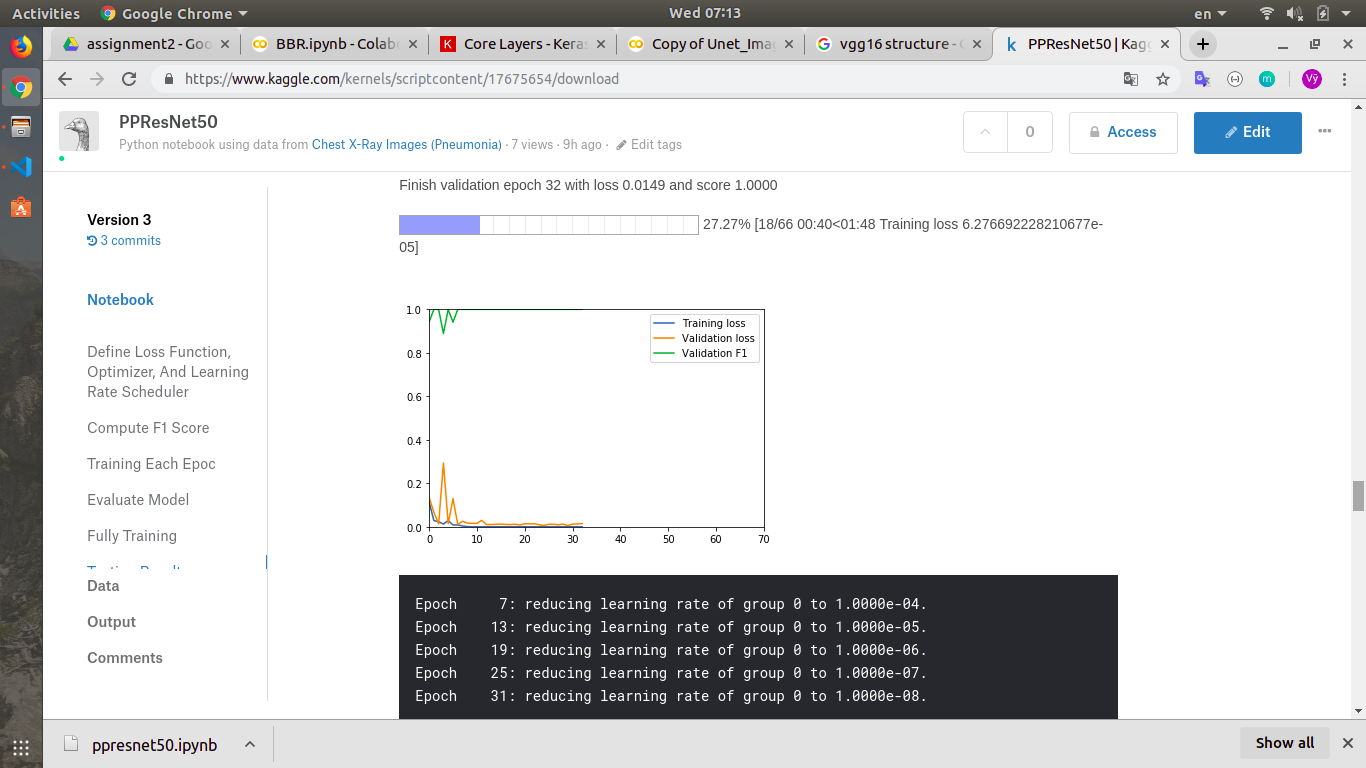 Activities Google Chrome Wed 07:13 en
assignment2 - Goo BBR.ipynb - Colab Core Layers - Keras Copy of Unet_Imag vgg16 structure - G PPResNet50 | Kagg
https://www.kaggle.com/kernels/scriptcontent/17675654/download Vỹ
PPResNet50
Python notebook using data from Chest X-Ray Images (Pneumonia) · 7 views · 9h ago · Edit tags
0 Access Edit
Version 3
3 commits
Notebook
Define Loss Function,
Optimizer, And Learning
Rate Scheduler
Compute F1 Score
Training Each Epoc
Evaluate Model
Fully Training
Data
Output
Comments
Finish validation epoch 32 with loss 0.0149 and score 1.0000
27.27% [18/66 00:40<01:48 Training loss 6.276692228210677e-
05]
1.0
0.8
0.6
0.4
0.2
0.0
0 10 20 30 40 50 60 70
Training loss
Validation loss
Validation F1
Epoch 7: reducing learning rate of group 0 to 1.0000e-04.
Epoch 13: reducing learning rate of group 0 to 1.0000e-05.
Epoch 19: reducing learning rate of group 0 to 1.0000e-06.
Epoch 25: reducing learning rate of group 0 to 1.0000e-07.
Epoch 31: reducing learning rate of group 0 to 1.0000e-08.
ppresnet50.ipynb Show all